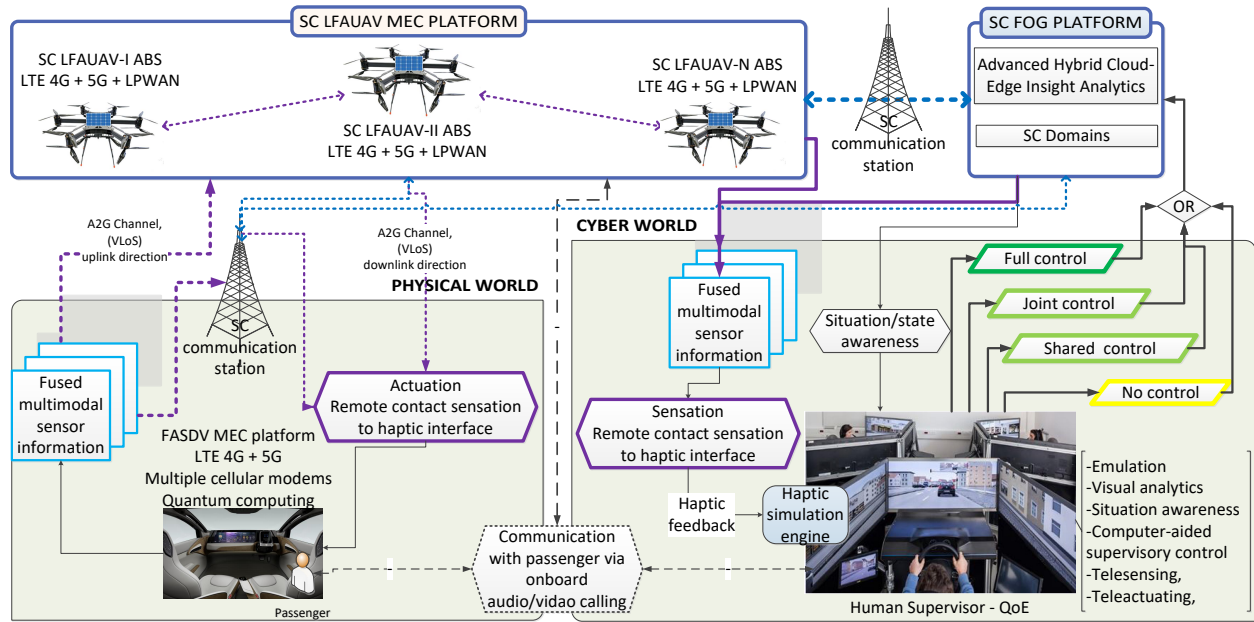 SC LFAUAV MEC PLATFORM
SC LFAUAV-I ABS
LTE 4G + 5G + LPWAN
SC LFAUAV-II ABS
LTE 4G + 5G + LPWAN
SC LFAUAV-N ABS
LTE 4G + 5G + LPWAN
SC
communication
station
SC FOG PLATFORM
Advanced Hybrid Cloud-
Edge Insight Analytics
SC Domains
OR
A2G Channel,
(VLoS)
uplink direction
A2G Channel,
(VLoS)
downlink direction
PHYSICAL WORLD
SC
communication
station
Fused
multimodal
sensor
information
Actuation
Remote contact sensation
to haptic interface
FASDV MEC platform
LTE 4G + 5G
Multiple cellular modems
Quantum computing
Passenger
Communication
with passenger via
onboard
audio/vidao calling
CYBER WORLD
Fused
multimodal
sensor
information
Situation/state
awareness
Full control
Joint control
Shared control
No control
Sensation
Remote contact sensation
to haptic interface
Haptic
feedback
Haptic
simulation
engine
Human Supervisor - QoE
-Emulation
-Visual analytics
-Situation awareness
-Computer-aided
supervisory control
-Telesensing,
-Teleactuating,